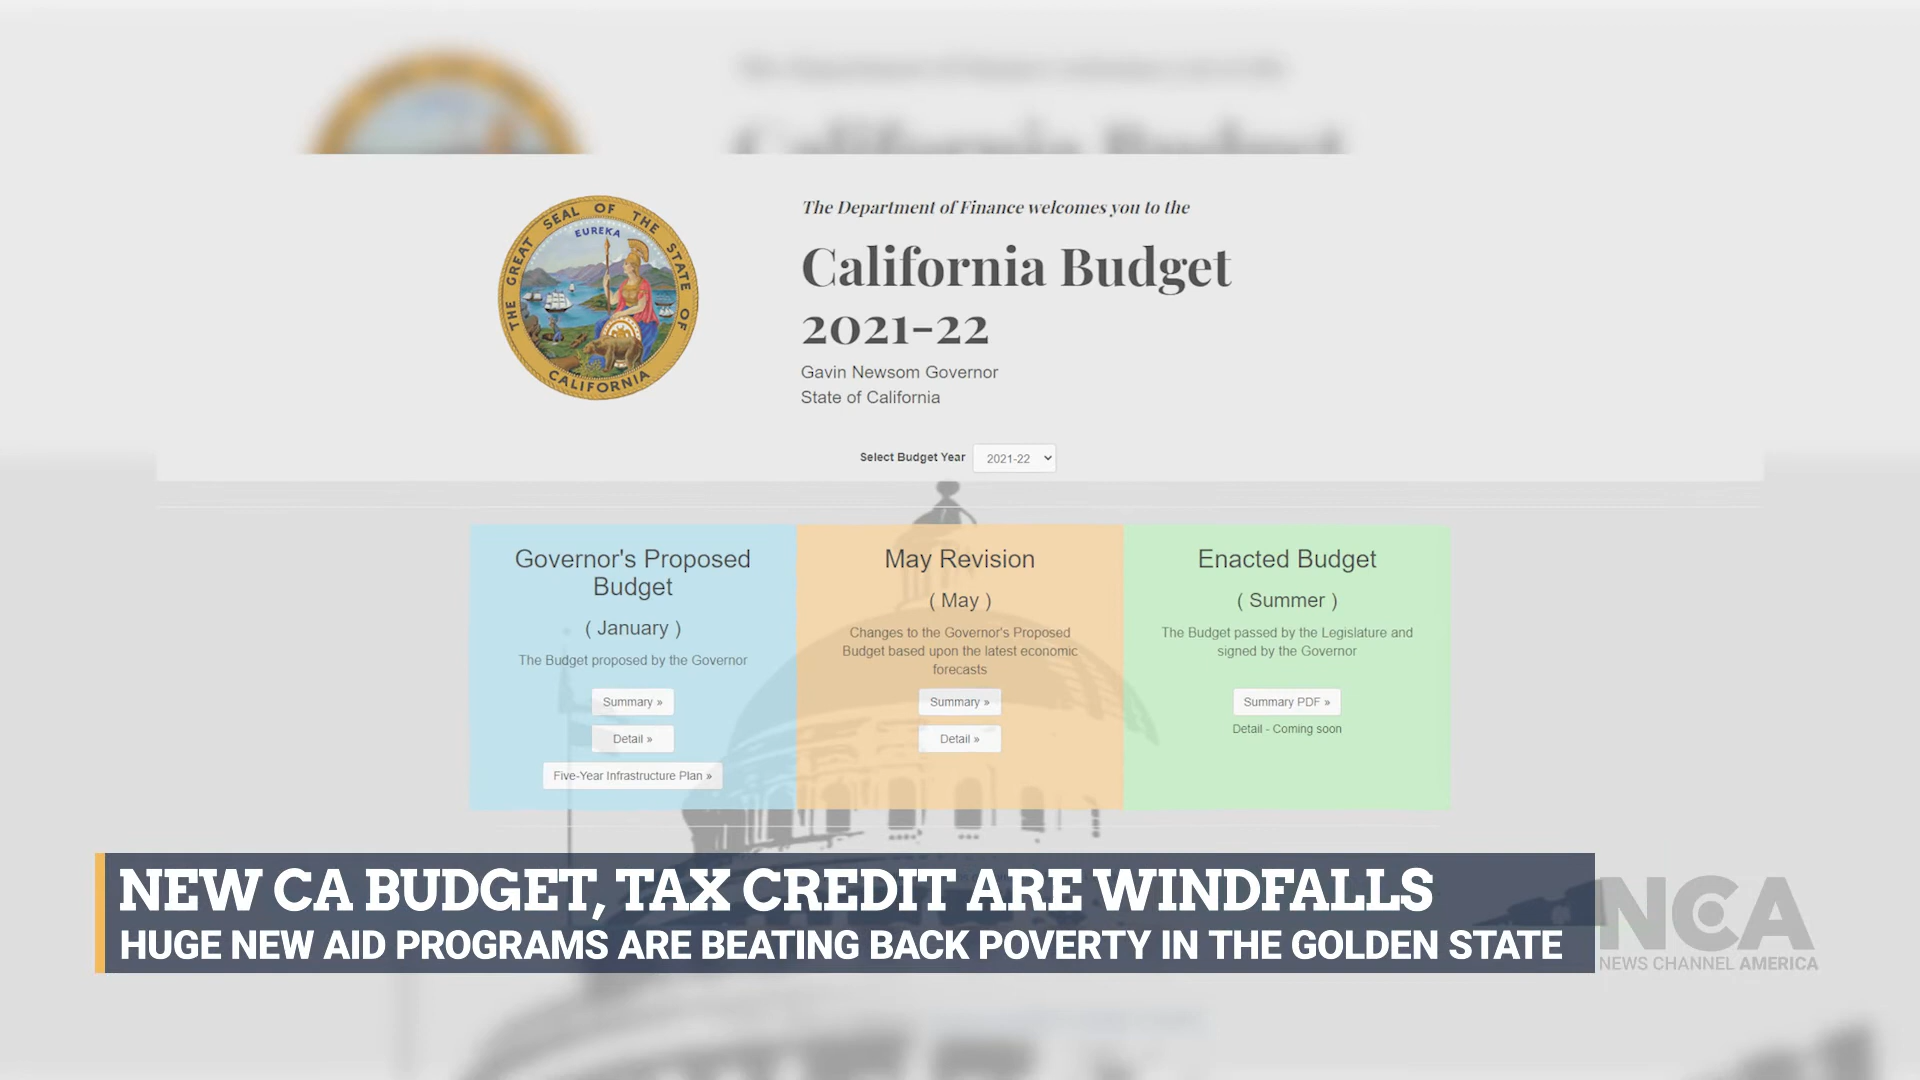 The Department of Finance welcomes you to the
THE GREAT SEAL OF THE STATE OF CALIFORNIA
EUREKA
California Budget
2021-22
Gavin Newsom Governor
State of California
Select Budget Year 2021-22
Governor's Proposed
Budget
( January )
The Budget proposed by the Governor
Summary »
Detail »
Five-Year Infrastructure Plan »
May Revision
( May )
Changes to the Governor's Proposed
Budget based upon the latest economic
forecasts
Summary »
Detail »
Enacted Budget
( Summer )
The Budget passed by the Legislature and
signed by the Governor
Summary PDF »
Detail - Coming soon
NEW CA BUDGET, TAX CREDIT ARE WINDFALLS
HUGE NEW AID PROGRAMS ARE BEATING BACK POVERTY IN THE GOLDEN STATE
NCA
NEWS CHANNEL AMERICA